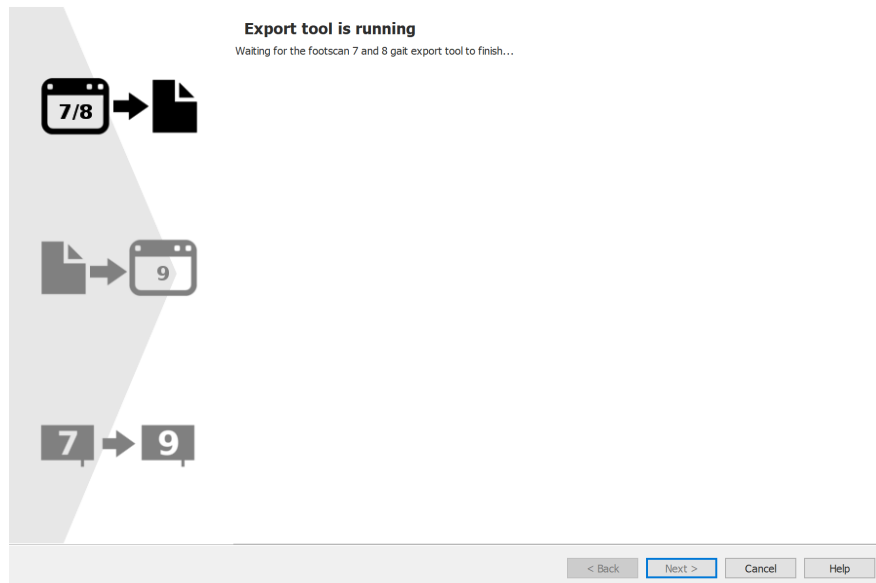 Export tool is running
Waiting for the footscan 7 and 8 gait export tool to finish...
7/8
9
7 9
< Back Next > Cancel Help